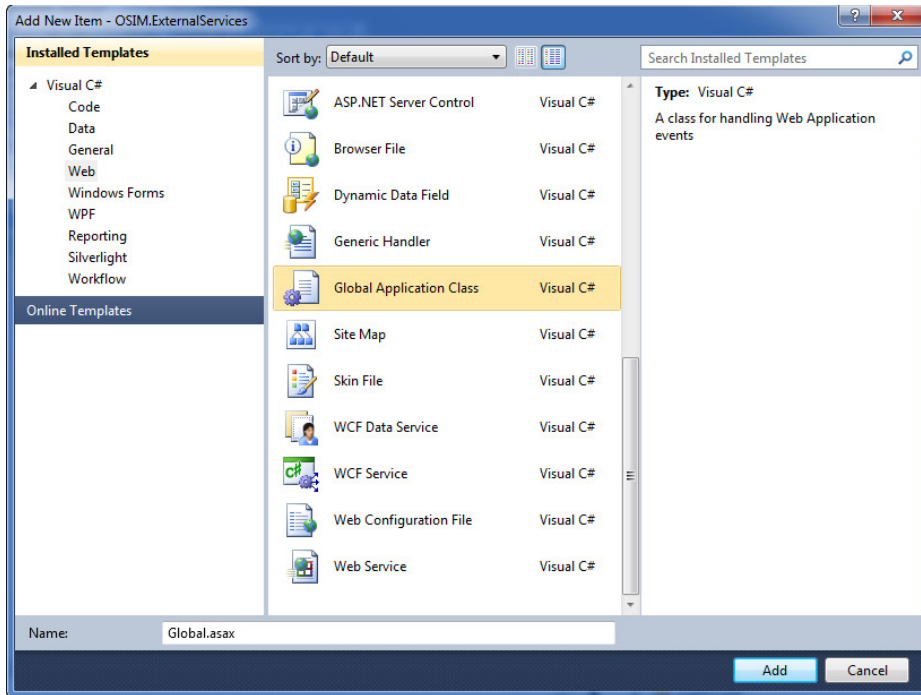 Add New Item - OSIM.ExternalServices
Installed Templates
Sort by: Default
Search Installed Templates
Visual C#
Code
Data
General
Web
Windows Forms
WPF
Reporting
Silverlight
Workflow
Online Templates
ASP.NET Server Control Visual C#
Browser File Visual C#
Dynamic Data Field Visual C#
Generic Handler Visual C#
Global Application Class Visual C#
Site Map Visual C#
Skin File Visual C#
WCF Data Service Visual C#
C# WCF Service Visual C#
Web Configuration File Visual C#
Web Service Visual C#
Type: Visual C#
A class for handling Web Application
events
Name: Global.asax
Add Cancel